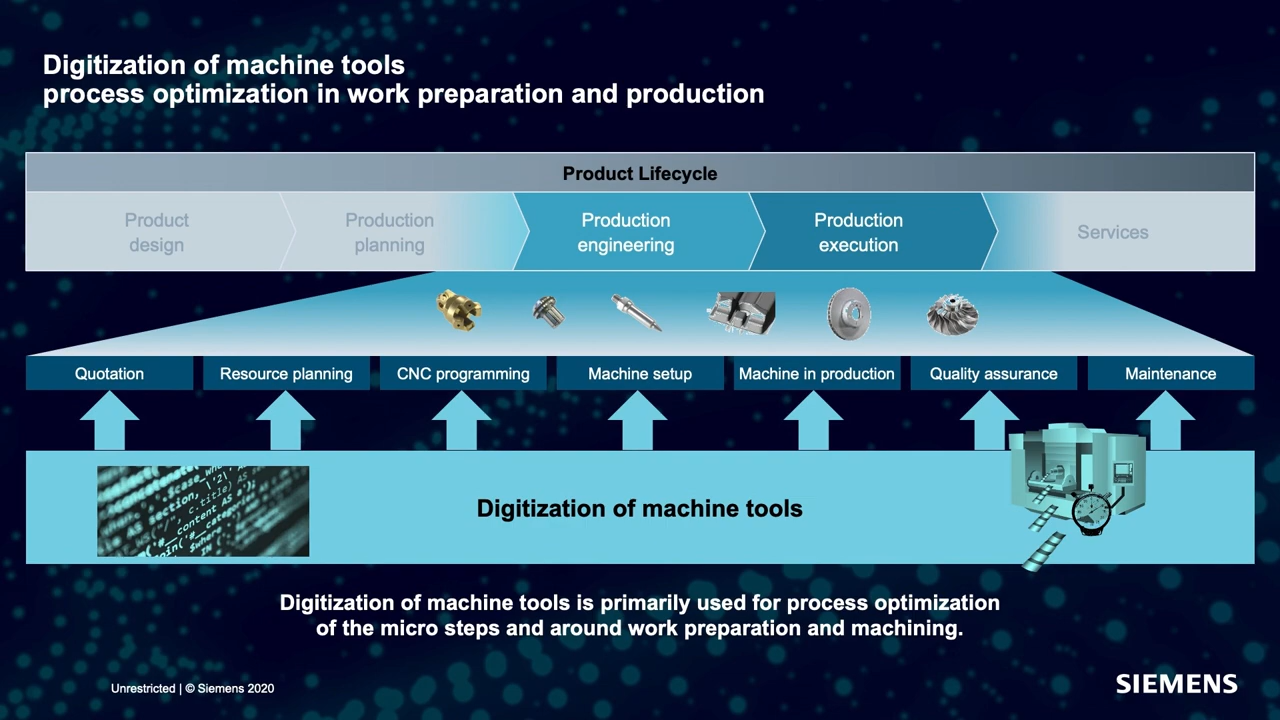 Digitization of machine tools
process optimization in work preparation and production
Product Lifecycle
Product
design
Production
planning
Production
engineering
Production
execution
Services
Quotation
Resource planning
CNC programming
Machine setup
Machine in production
Quality assurance
Maintenance
Digitization of machine tools
Digitization of machine tools is primarily used for process optimization
of the micro steps and around work preparation and machining.
Unrestricted | © Siemens 2020
SIEMENS